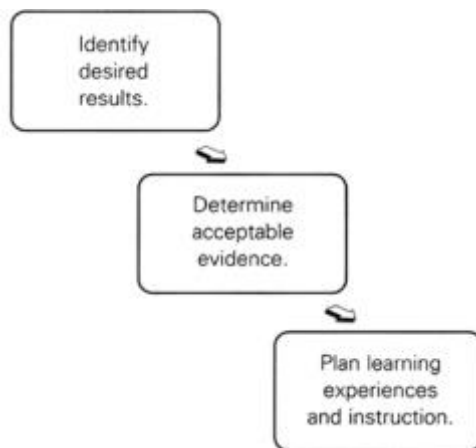 Identify
desired
results.
Determine
acceptable
evidence.
Plan learning
experiences
and instruction.